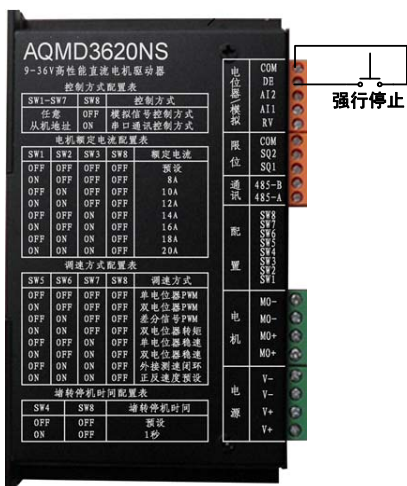 AQMD3620NS
9-36V高性能直流电机驱动器
控制方式配置表
SW1-SW7 SW8 控制方式
任意 OFF 模拟信号控制方式
从机地址 ON 串口通讯控制方式
电机额定电流配置表
SW1 SW2 SW3 SW8 额定电流
OFF OFF OFF OFF 预设
ON OFF OFF OFF 8A
OFF ON OFF OFF 10A
ON ON OFF OFF 12A
OFF OFF ON OFF 14A
ON OFF ON OFF 16A
OFF ON ON OFF 18A
ON ON ON OFF 20A
调速方式配置表
SW5 SW6 SW7 SW8 调速方式
OFF OFF OFF OFF 单电位器PWM
ON OFF OFF OFF 双电位器PWM
OFF ON OFF OFF 差分信号PWM
ON ON OFF OFF 双电位器转矩
OFF OFF ON OFF 单电位器稳速
ON OFF ON OFF 双电位器稳速
OFF ON ON OFF 外接测速闭环
ON ON ON OFF 正反速度预设
堵转停机时间配置表
SW4 SW8 堵转停机时间
OFF OFF 预设
ON OFF 1秒
电位器/模拟
COM
DE
AI2
AI1
RV
限位
COM
SQ2
SQ1
通讯
485-B
485-A
配置
SW8
SW7
SW6
SW5
SW4
SW3
SW2
SW1
电机
MO-
MO-
MO+
MO+
电源
V-
V-
V+
V+
强行停止